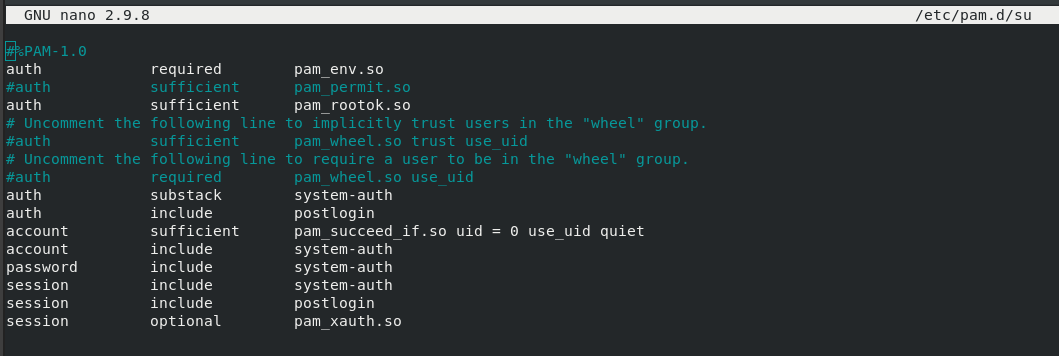 GNU nano 2.9.8 /etc/pam.d/su
#%PAM-1.0
auth required pam_env.so
#auth sufficient pam_permit.so
auth sufficient pam_rootok.so
# Uncomment the following line to implicitly trust users in the "wheel" group.
#auth sufficient pam_wheel.so trust use_uid
# Uncomment the following line to require a user to be in the "wheel" group.
#auth required pam_wheel.so use_uid
auth substack system-auth
auth include postlogin
account sufficient pam_succeed_if.so uid = 0 use_uid quiet
account include system-auth
password include system-auth
session include system-auth
session include postlogin
session optional pam_xauth.so